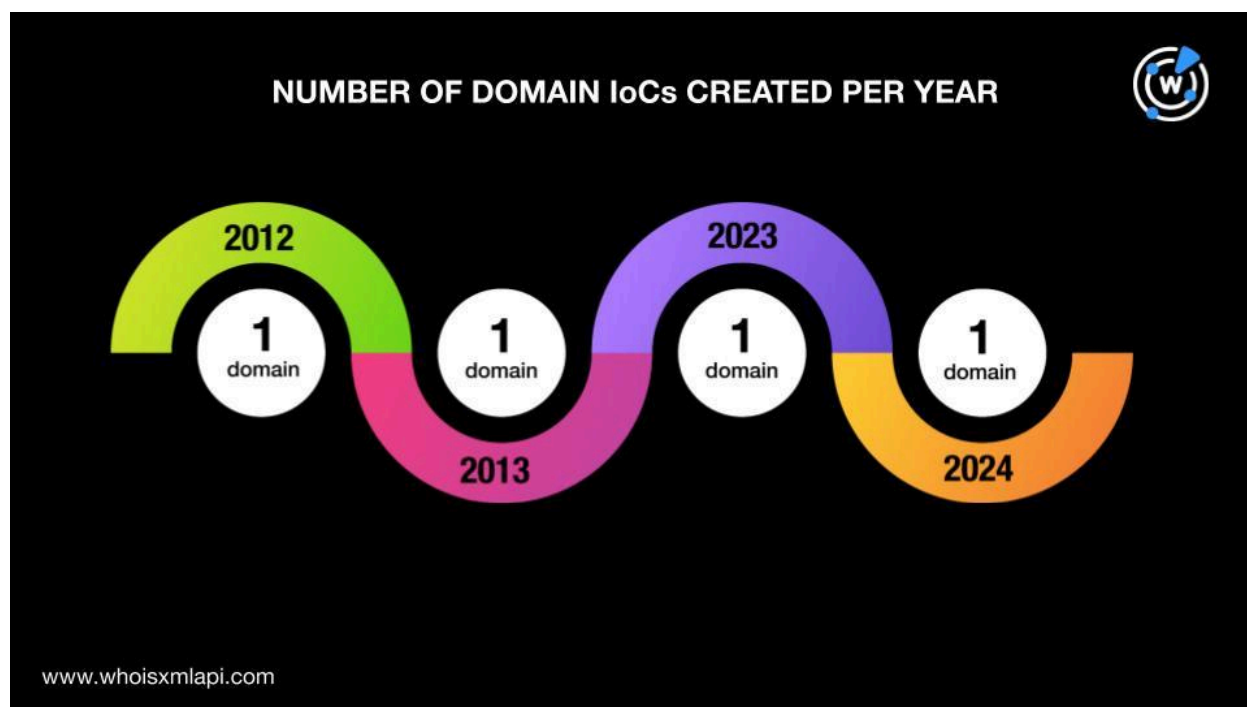 NUMBER OF DOMAIN IoCs CREATED PER YEAR
W
2012
1
domain
2013
1
domain
2023
1
domain
2024
1
domain
www.whoisxmlapi.com